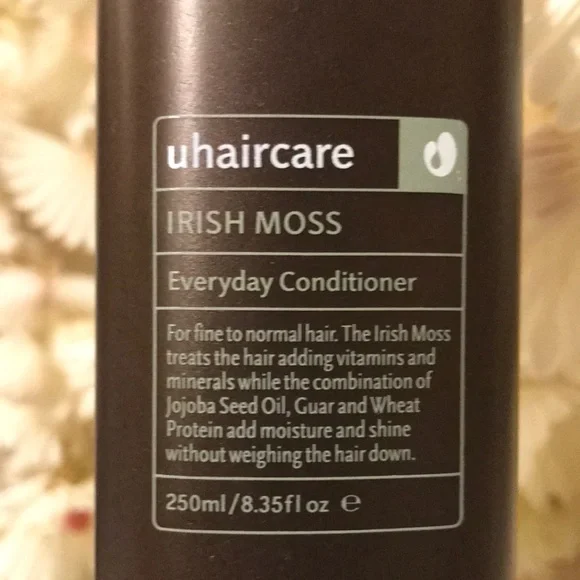 uhaircare
IRISH MOSS
Everyday Conditioner
For fine to normal hair. The Irish Moss
treats the hair adding vitamins and
minerals while the combination of
Jojoba Seed Oil, Guar and Wheat
Protein add moisture and shine
without weighing the hair down.
250ml/8.35fl oz ℮